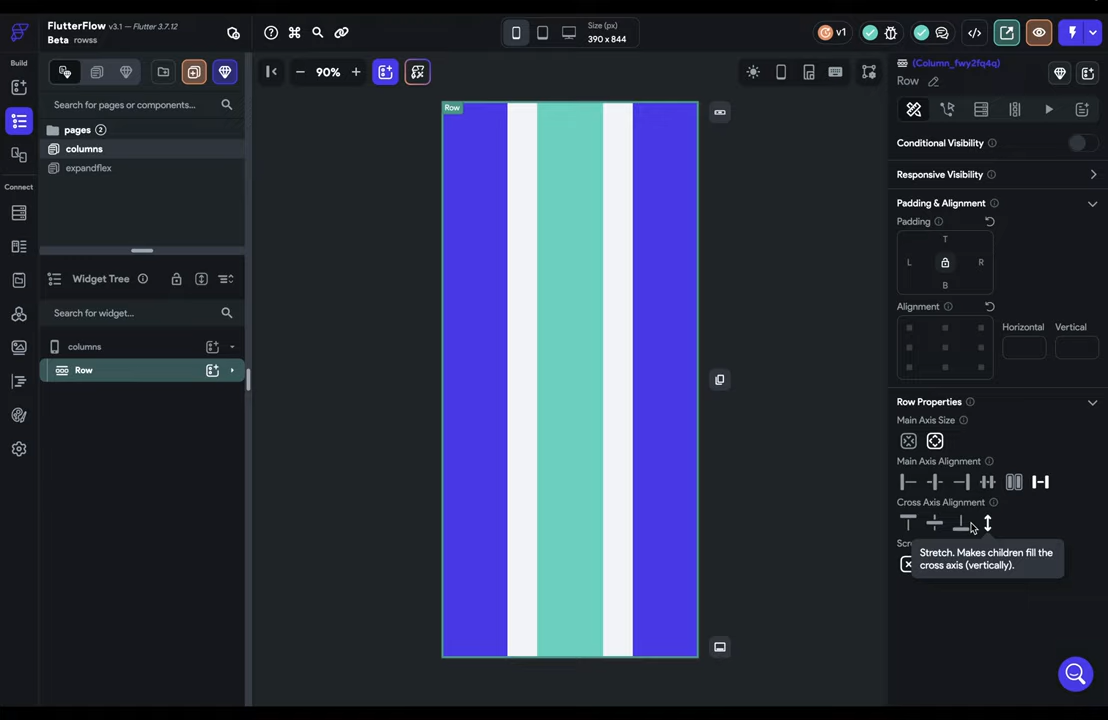 FlutterFlow v3.1 - Flutter 3.7.12
Beta rowss
Size (px)
390 x 844
v1
Build
90%
{Column_fwy2fq4q}
Row
Search for pages or components...
pages 2
columns
expandflex
Connect
Conditional Visibility
Responsive Visibility
Padding & Alignment
Padding
T
L
R
B
Alignment
Horizontal
Vertical
Widget Tree
Search for widget...
columns
Row
Row
Row Properties
Main Axis Size
Main Axis Alignment
Cross Axis Alignment
Stretch. Makes children fill the
cross axis (vertically).